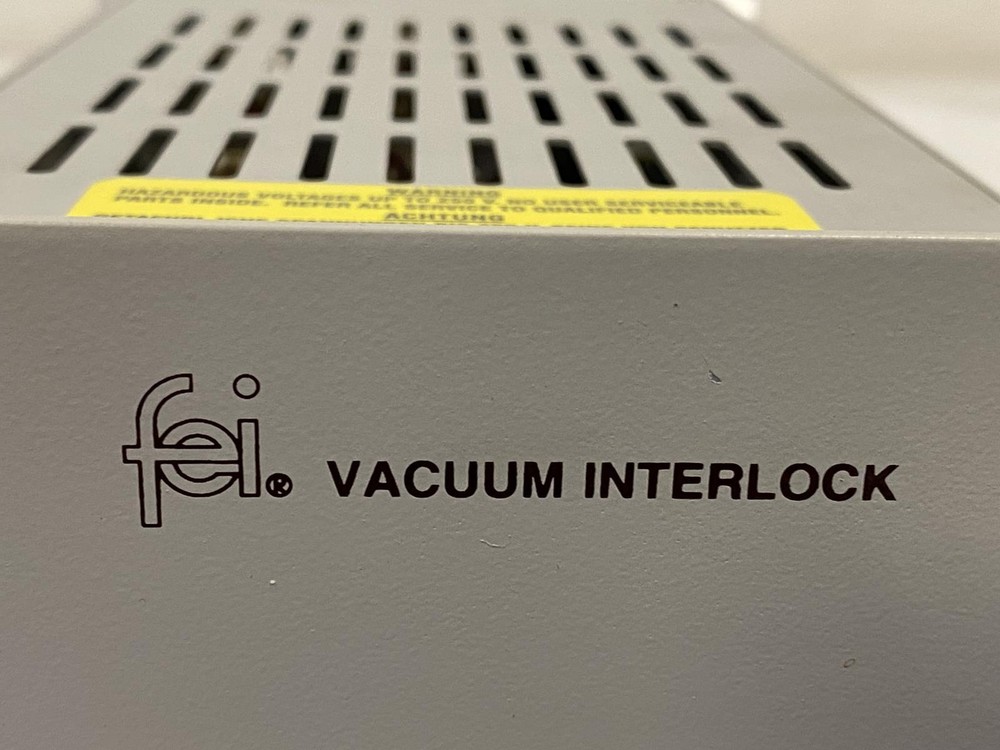 WARNING
HAZARDOUS VOLTAGES UP TO 250 V. NO USER SERVICEABLE
PARTS INSIDE. REFER ALL SERVICE TO QUALIFIED PERSONNEL.
ACHTUNG
fei® VACUUM INTERLOCK